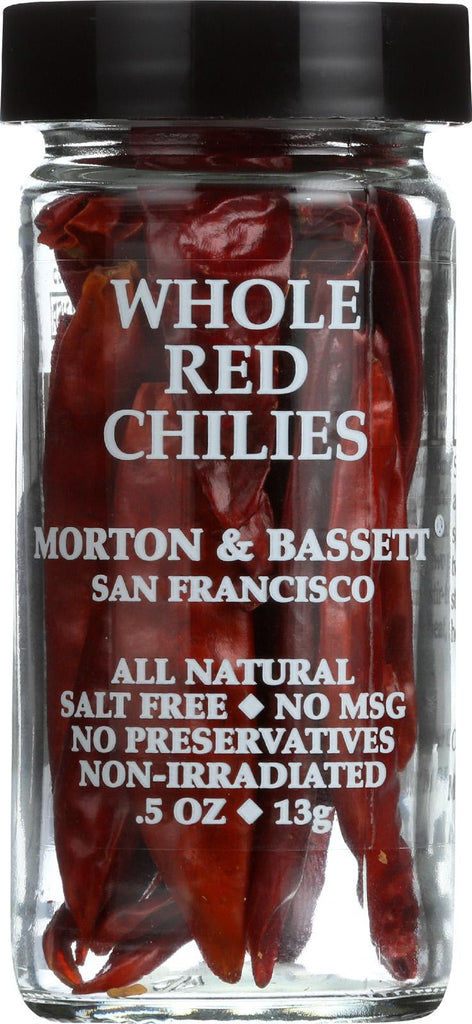 WHOLE
RED
CHILIES
MORTON & BASSETT®
SAN FRANCISCO
ALL NATURAL
SALT FREE ◆ NO MSG
NO PRESERVATIVES
NON-IRRADIATED
.5 OZ ◆ 13g